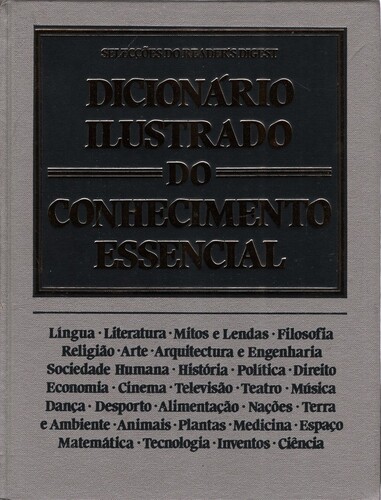 SELECÇÕES DO READER'S DIGEST
DICIONÁRIO
ILUSTRADO
DO
CONHECIMENTO
ESSENCIAL
Língua · Literatura · Mitos e Lendas · Filosofia
Religião · Arte · Arquitectura e Engenharia
Sociedade Humana · História · Política · Direito
Economia · Cinema · Televisão · Teatro · Música
Dança · Desporto · Alimentação · Nações · Terra
e Ambiente · Animais · Plantas · Medicina · Espaço
Matemática · Tecnologia · Inventos · Ciência